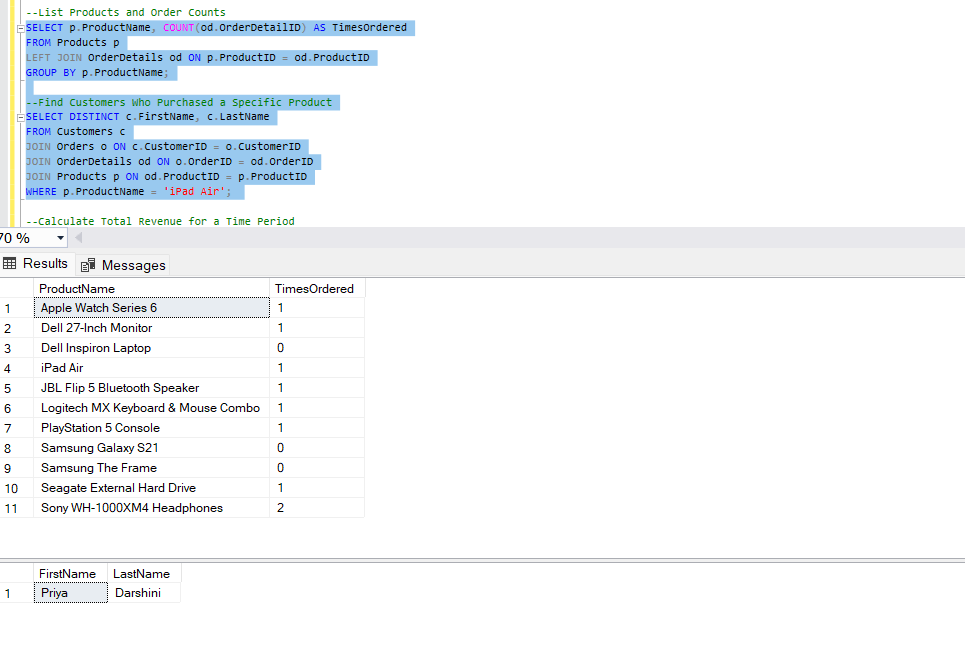 --List Products and Order Counts
SELECT p.ProductName, COUNT(od.OrderDetailID) AS TimesOrdered
FROM Products p
LEFT JOIN OrderDetails od ON p.ProductID = od.ProductID
GROUP BY p.ProductName;
--Find Customers Who Purchased a Specific Product
SELECT DISTINCT c.FirstName, c.LastName
FROM Customers c
JOIN Orders o ON c.CustomerID = o.CustomerID
JOIN OrderDetails od ON o.OrderID = od.OrderID
JOIN Products p ON od.ProductID = p.ProductID
WHERE p.ProductName = 'iPad Air';
--Calculate Total Revenue for a Time Period
70 %
Results Messages
ProductName TimesOrdered
1 Apple Watch Series 6 1
2 Dell 27-Inch Monitor 1
3 Dell Inspiron Laptop 0
4 iPad Air 1
5 JBL Flip 5 Bluetooth Speaker 1
6 Logitech MX Keyboard & Mouse Combo 1
7 PlayStation 5 Console 1
8 Samsung Galaxy S21 0
9 Samsung The Frame 0
10 Seagate External Hard Drive 1
11 Sony WH-1000XM4 Headphones 2
FirstName LastName
1 Priya Darshini